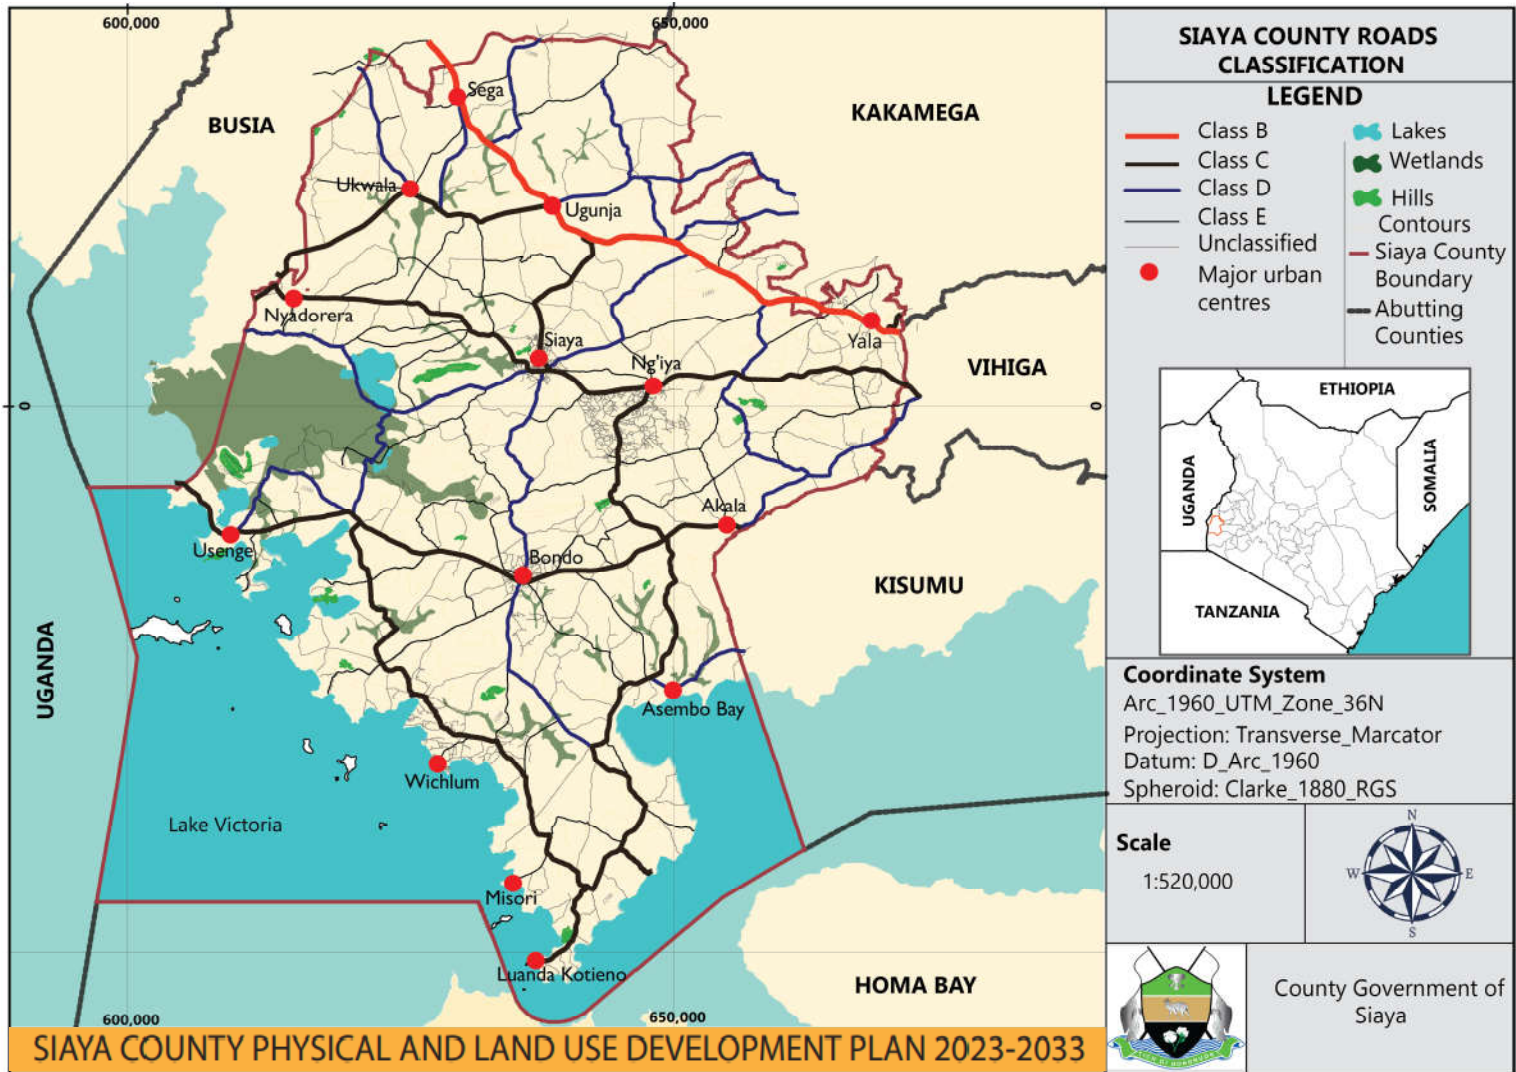 600,000
650,000
BUSIA
KAKAMEGA
Sega
Ukwala
Ugunja
Nyadorera
Siaya
Ng'iya
Yala
VIHIGA
0
0
Akala
Usenge
Bondo
KISUMU
UGANDA
Asembo Bay
Wichlum
Lake Victoria
Misori
Luanda Kotieno
HOMA BAY
600,000
650,000
SIAYA COUNTY PHYSICAL AND LAND USE DEVELOPMENT PLAN 2023-2033
SIAYA COUNTY ROADS
CLASSIFICATION
LEGEND
Class B
Class C
Class D
Class E
Unclassified
Major urban
centres
Lakes
Wetlands
Hills
Contours
Siaya County
Boundary
Abutting
Counties
ETHIOPIA
UGANDA
SOMALIA
TANZANIA
Coordinate System
Arc_1960_UTM_Zone_36N
Projection: Transverse_Marcator
Datum: D_Arc_1960
Spheroid: Clarke_1880_RGS
Scale
1:520,000
N
W
E
S
County Government of
Siaya